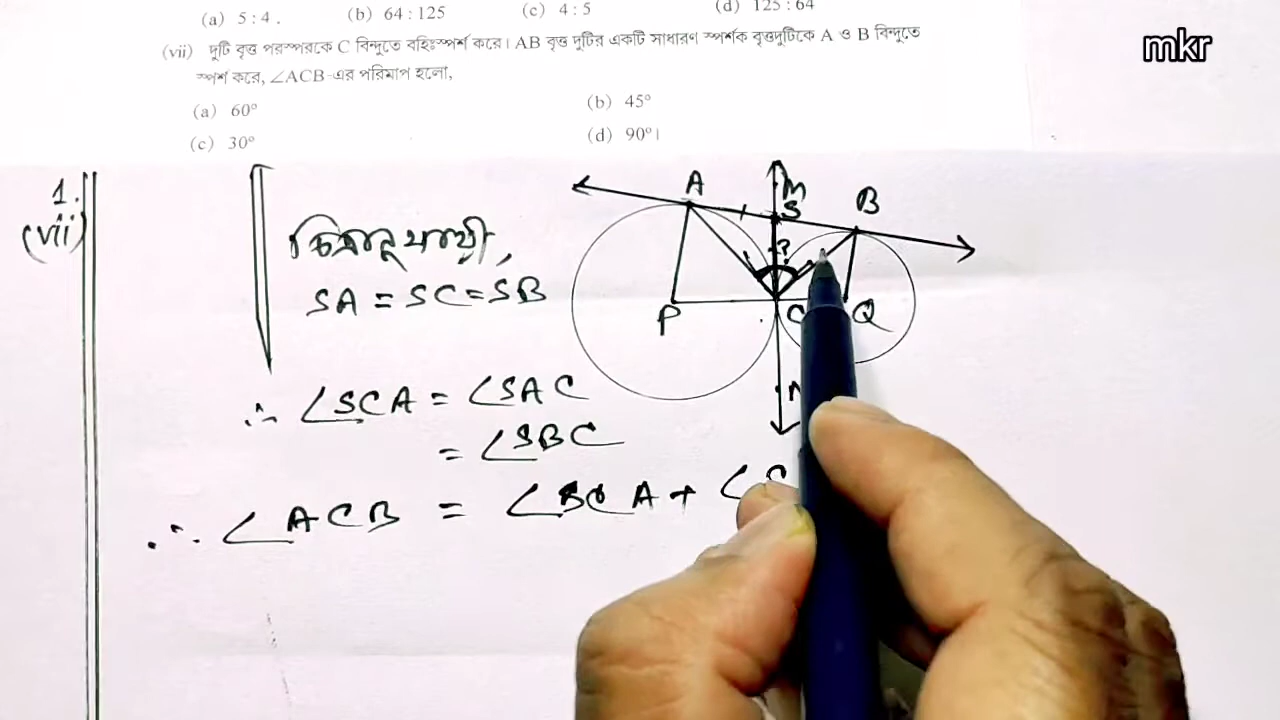 (a) 5 : 4 . (b) 64 : 125 (c) 4 : 5 (d) 125 : 64
mkr
(vii) দুটি বৃত্ত পরস্পরকে C বিন্দুতে বহিঃস্পর্শ করে। AB বৃত্ত দুটির একটি সাধারণ স্পর্শক বৃত্তদুটিকে A ও B বিন্দুতে
স্পর্শ করে, ∠ACB-এর পরিমাপ হলো,
(a) 60° (b) 45°
(c) 30° (d) 90°।
1.
(vii)
চিত্রানুযায়ী,
SA = SC = SB
∴ ∠SCA = ∠SAC
= ∠SBC
∴ ∠ACB = ∠SCA + ∠S
A
M
S
B
?
P
C
Q